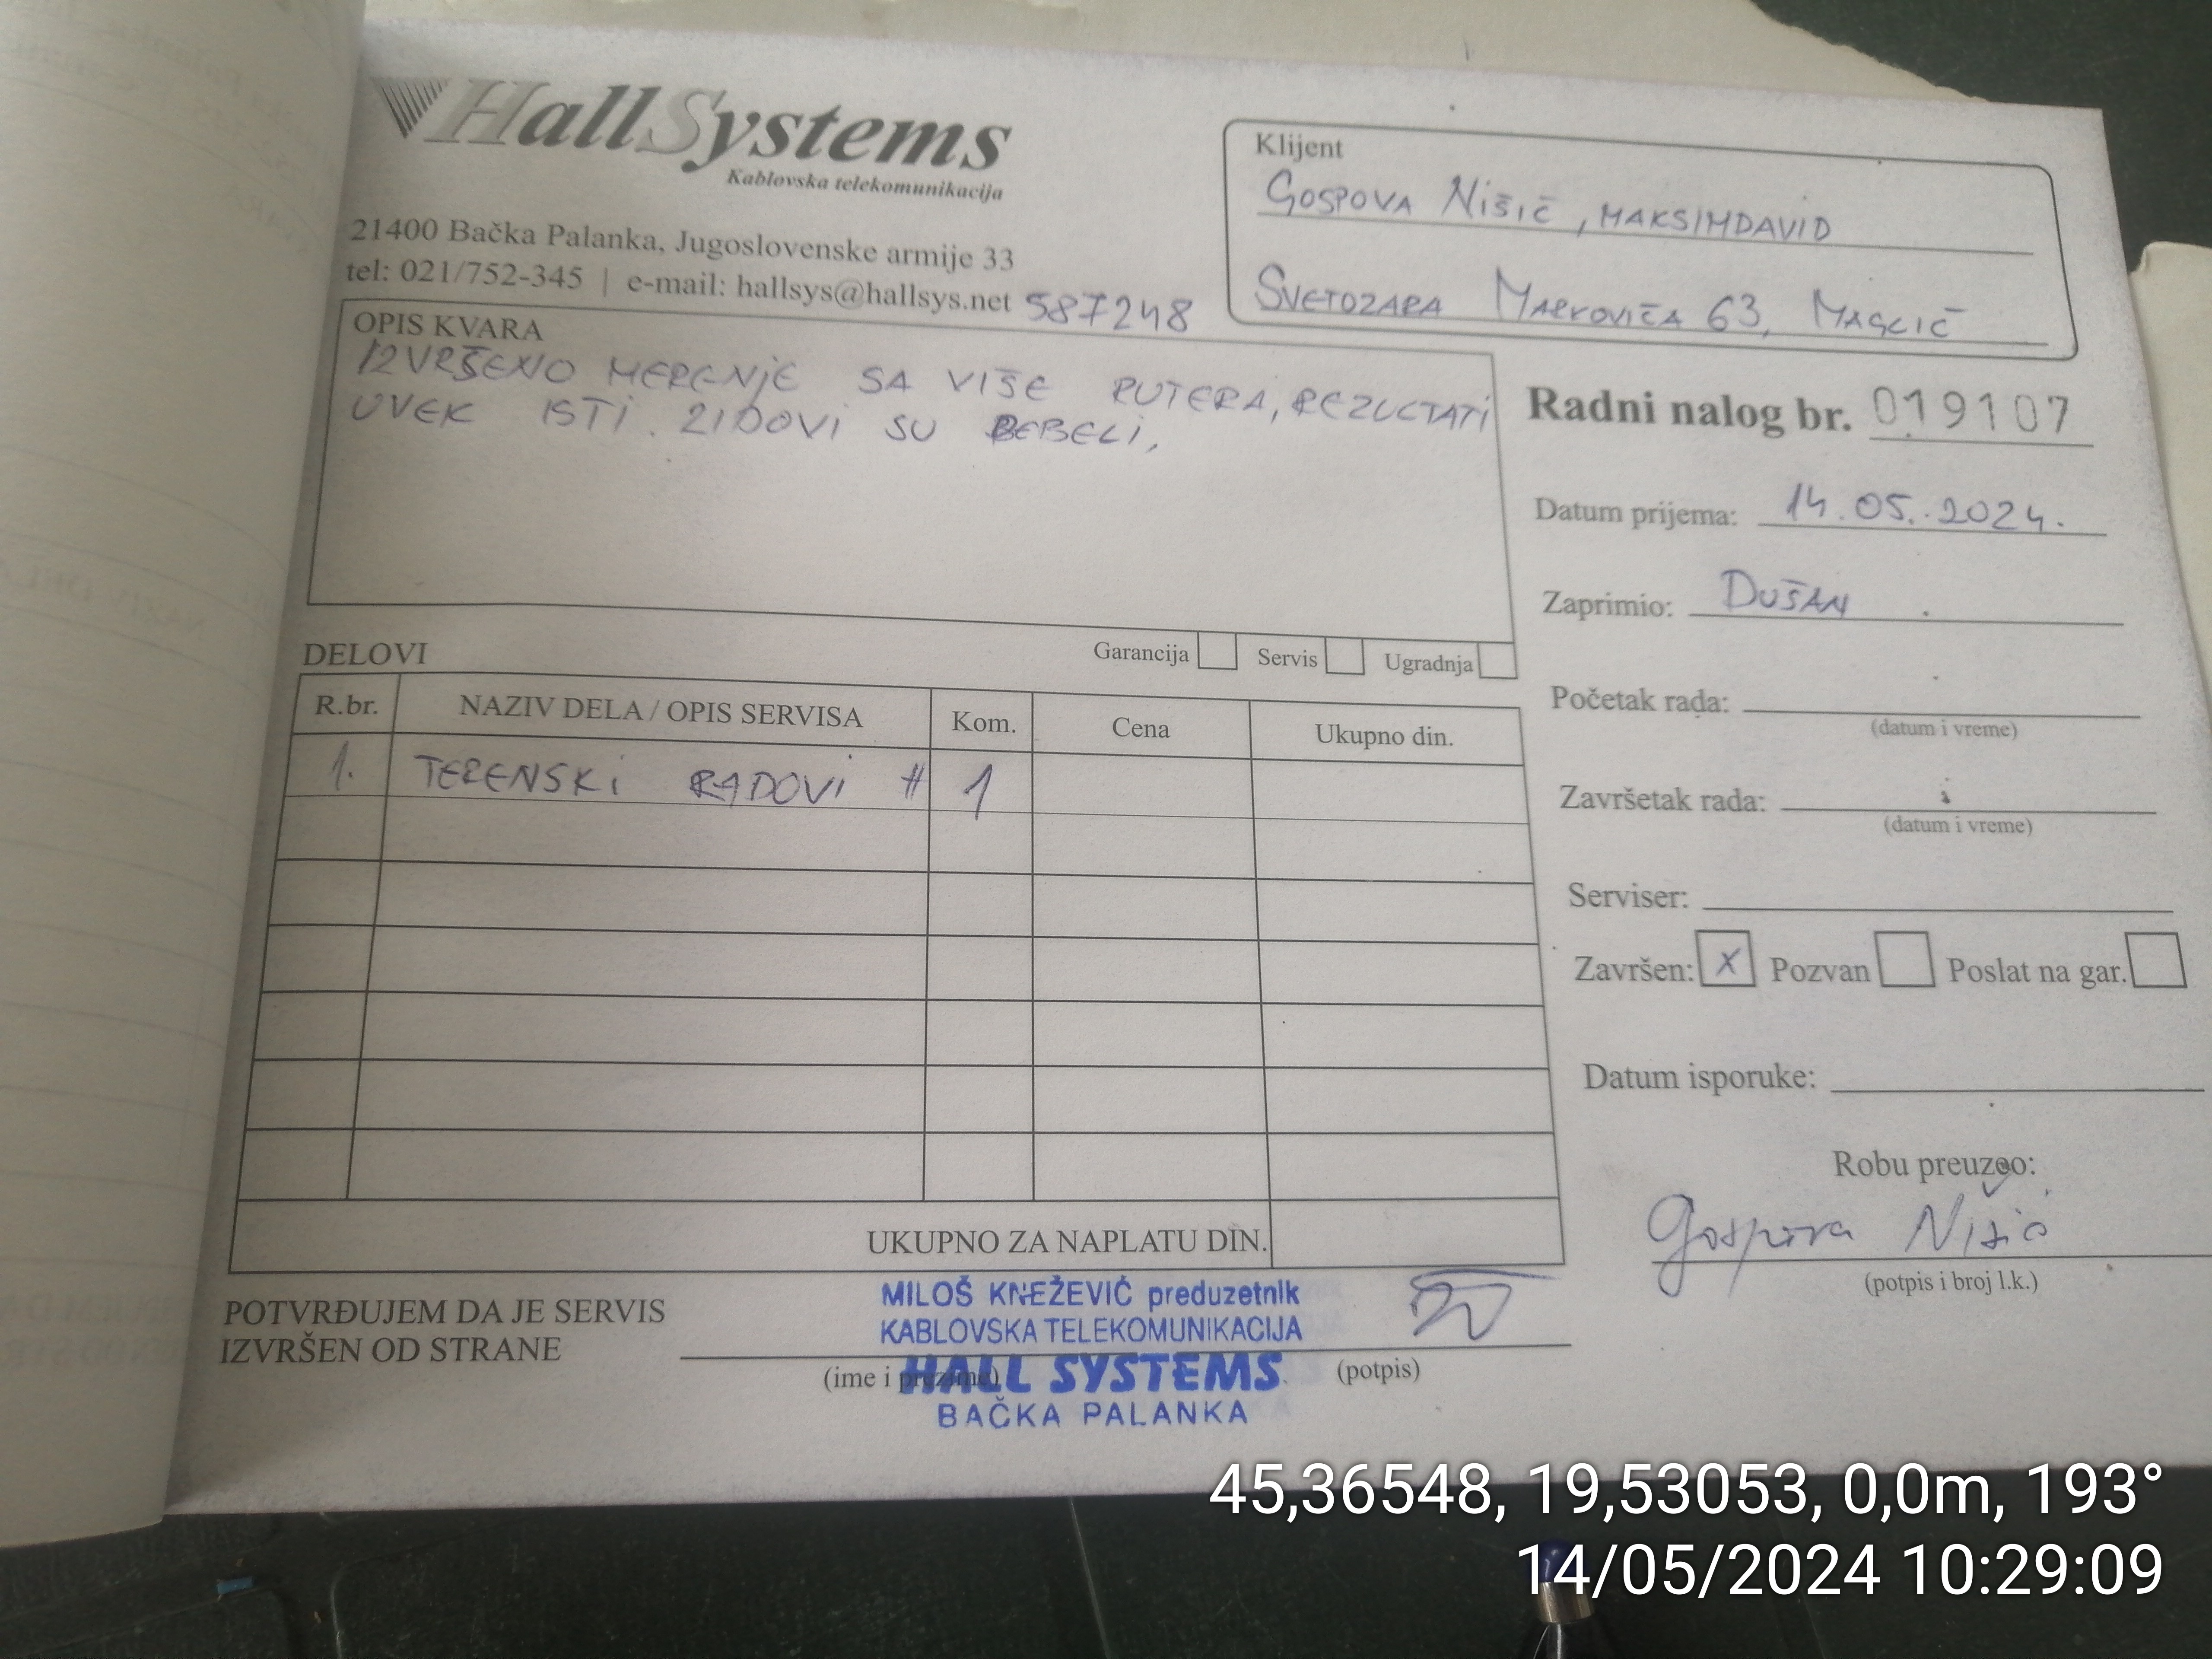 HallSystems
Kablovska telekomunikacija
21400 Bačka Palanka, Jugoslovenske armije 33
tel: 021/752-345 | e-mail: hallsys@hallsys.net 587248
Klijent
GOSPOVA NIŠIĆ, MAKSIMDAVID
SVETOZARA MARKOVIĆA 63, MAGLIĆ
OPIS KVARA
IZVRŠENO MERENjE SA VIŠE RUTERA, REZULTATI
UVEK ISTI. ZIDOVI SU DEBELI,
Garancija Servis Ugradnja
Radni nalog br. 019107
Datum prijema: 14.05.2024.
Zaprimio: DUŠAN
Početak rada:
(datum i vreme)
Završetak rada:
(datum i vreme)
Serviser:
Završen: X Pozvan Poslat na gar.
Datum isporuke:
Robu preuzeo:
Gospova Nišić
(potpis i broj l.k.)
DELOVI
R.br. NAZIV DELA / OPIS SERVISA Kom. Cena Ukupno din.
1. TERENSKI RADOVI # 1
UKUPNO ZA NAPLATU DIN.
POTVRĐUJEM DA JE SERVIS
IZVRŠEN OD STRANE
MILOŠ KNEŽEVIĆ preduzetnik
KABLOVSKA TELEKOMUNIKACIJA
HALL SYSTEMS
BAČKA PALANKA
(ime i prezime) (potpis)
45,36548, 19,53053, 0,0m, 193°
14/05/2024 10:29:09